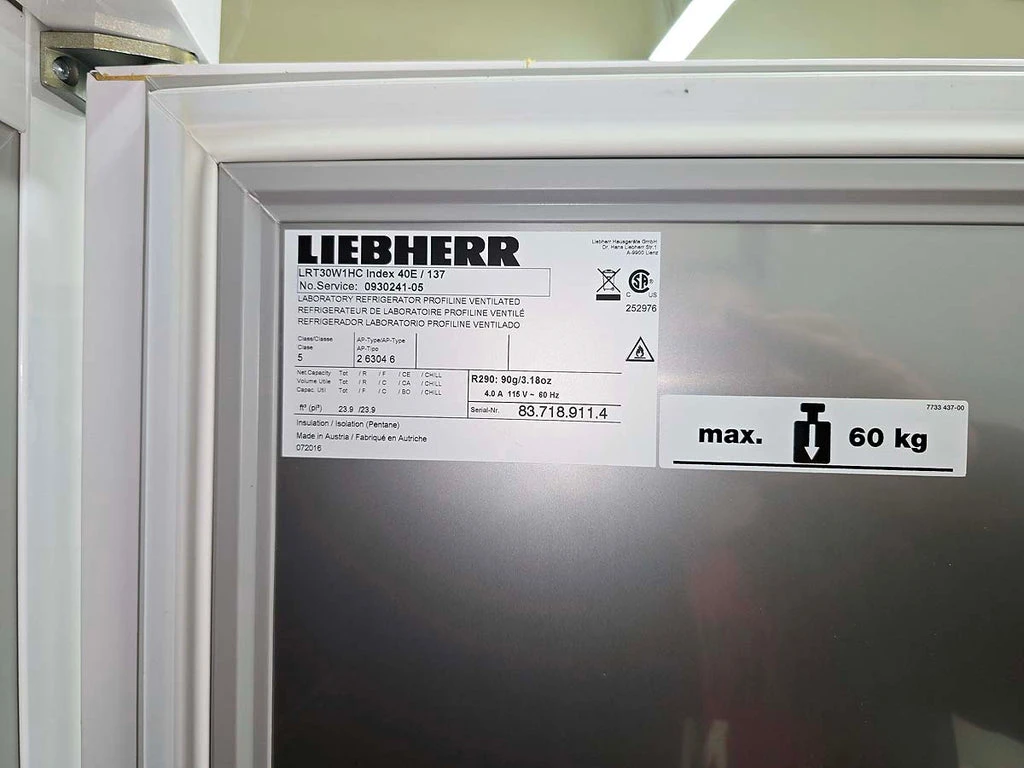 LIEBHERR
Liebherr Hausgeräte GmbH
Dr. Hans Liebherr Str.1
A-9900 Lienz
LRT30W1HC Index 40E / 137
No.Service: 0930241-05
LABORATORY REFRIGERATOR PROFILINE VENTILATED
REFRIGERATEUR DE LABORATOIRE PROFILINE VENTILÉ
REFRIGERADOR LABORATORIO PROFILINE VENTILADO
C US
252976
Class/Classe
Clase
5
AP-Type/AP-Type
AP-Tipo
2 6304 6
Net.Capacity Tot / R / F / CE / CHILL
Volume Utile Tot / R / C / CA / CHILL
Capac. Util Tot / F / C / BO / CHILL
ft³ (pi³) 23.9 /23.9
R290: 90g/3.18oz
4.0 A 115 V ~ 60 Hz
Serial-Nr. 83.718.911.4
Insulation / Isolation (Pentane)
Made in Austria / Fabriqué en Autriche
072016
7733 437-00
max. 60 kg